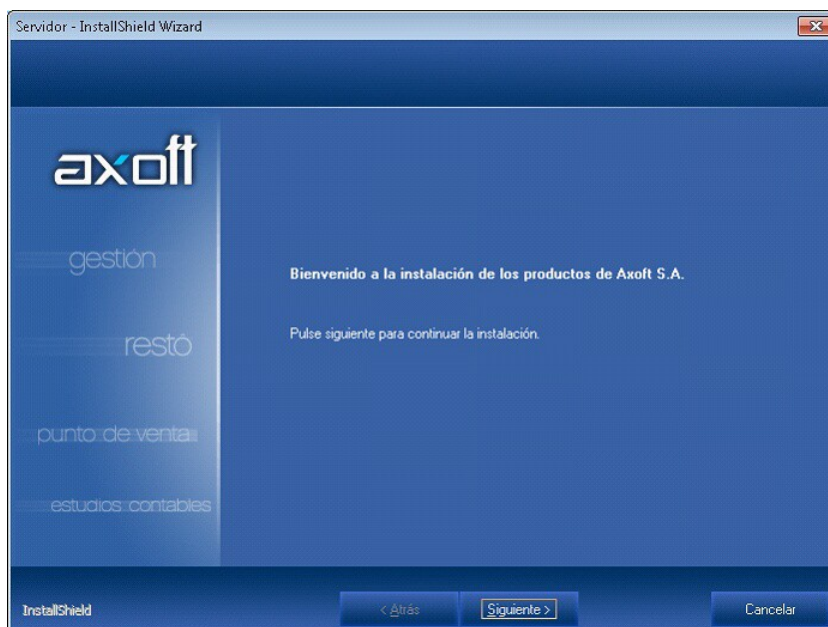 Servidor - InstallShield Wizard
axoft
gestión
restó
punto de venta
estudios contables
Bienvenido a la instalación de los productos de Axoft S.A.
Pulse siguiente para continuar la instalación.
InstallShield
< Atrás
Siguiente >
Cancelar